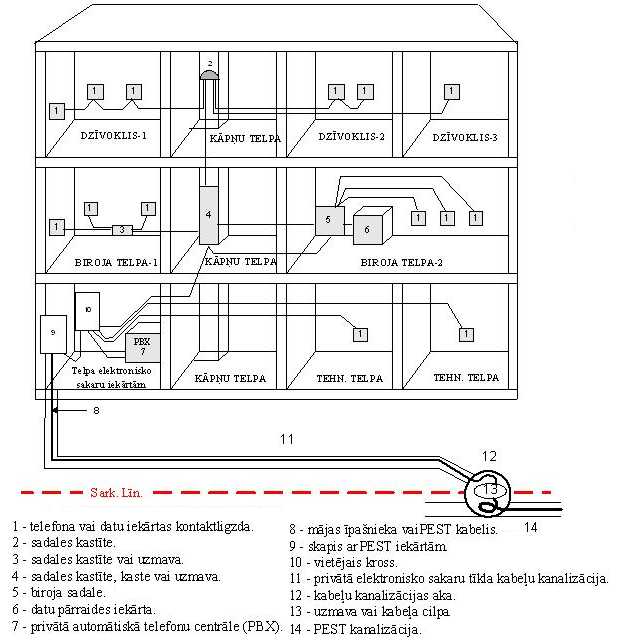 2
1 1 1 1 1
1
DZĪVOKLIS-1 KĀPŅU TELPA DZĪVOKLIS-2 DZĪVOKLIS-3
1 1 4 5 1 1 1
1 3 6
BIROJA TELPA-1 KĀPŅU TELPA BIROJA TELPA-2
10
9 PBX 1 1
7
Telpa elektronisko
sakaru iekārtām KĀPŅU TELPA TEHN. TELPA TEHN. TELPA
8
11
12
13
Sark. Līn.
14
1 - telefona vai datu iekārtas kontaktligzda.
2 - sadales kastīte.
3 - sadales kastīte vai uzmava.
4 - sadales kastīte, kaste vai uzmava.
5 - biroja sadale.
6 - datu pārraides iekārta.
7 - privātā automātiskā telefonu centrāle (PBX).
8 - mājas īpašnieka vai PEST kabelis.
9 - skapis ar PEST iekārtām.
10 - vietējais kross.
11 - privātā elektronisko sakaru tīkla kabeļu kanalizācija.
12 - kabeļu kanalizācijas aka.
13 - uzmava vai kabeļa cilpa.
14 - PEST kanalizācija.